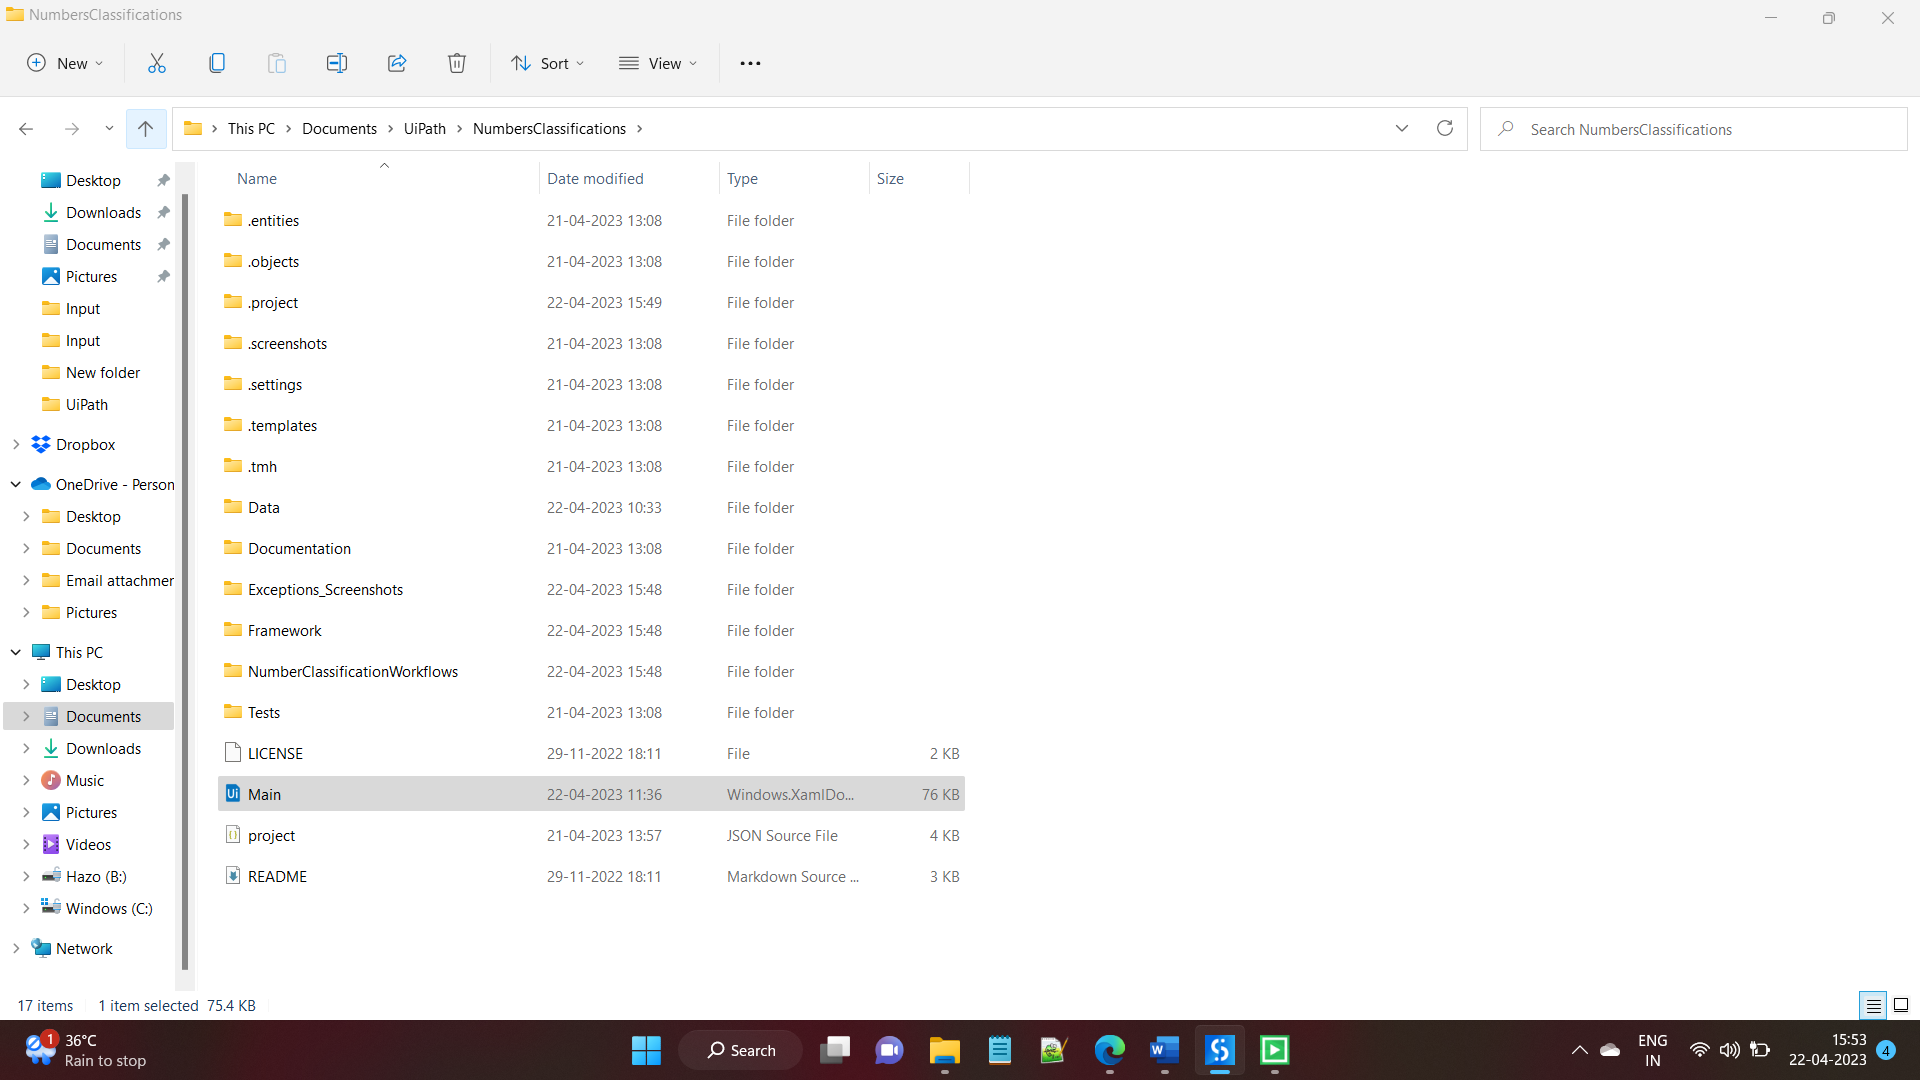 NumbersClassifications
New
Sort
View
This PC > Documents > UiPath > NumbersClassifications >
Search NumbersClassifications
Desktop
Downloads
Documents
Pictures
Input
Input
New folder
UiPath
Dropbox
OneDrive - Person
Desktop
Documents
Email attachmer
Pictures
This PC
Desktop
Documents
Downloads
Music
Pictures
Videos
Hazo (B:)
Windows (C:)
Network
Name Date modified Type Size
.entities 21-04-2023 13:08 File folder
.objects 21-04-2023 13:08 File folder
.project 22-04-2023 15:49 File folder
.screenshots 21-04-2023 13:08 File folder
.settings 21-04-2023 13:08 File folder
.templates 21-04-2023 13:08 File folder
.tmh 21-04-2023 13:08 File folder
Data 22-04-2023 10:33 File folder
Documentation 21-04-2023 13:08 File folder
Exceptions_Screenshots 22-04-2023 15:48 File folder
Framework 22-04-2023 15:48 File folder
NumberClassificationWorkflows 22-04-2023 15:48 File folder
Tests 21-04-2023 13:08 File folder
LICENSE 29-11-2022 18:11 File 2 KB
Ui Main 22-04-2023 11:36 Windows.XamlDo... 76 KB
project 21-04-2023 13:57 JSON Source File 4 KB
README 29-11-2022 18:11 Markdown Source ... 3 KB
17 items 1 item selected 75.4 KB
1
36°C
Rain to stop
Search
W
ENG
IN
15:53
22-04-2023
4